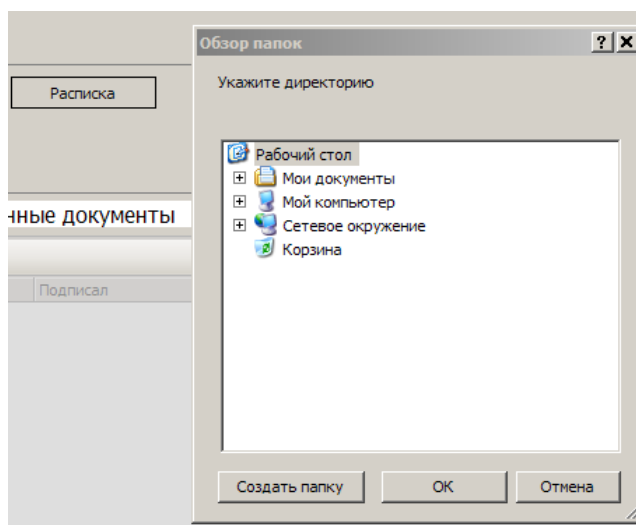 Обзор папок
Расписка
Укажите директорию
Рабочий стол
Мои документы
Мой компьютер
Сетевое окружение
Корзина
нные документы
Подписал
Создать папку
ОК
Отмена